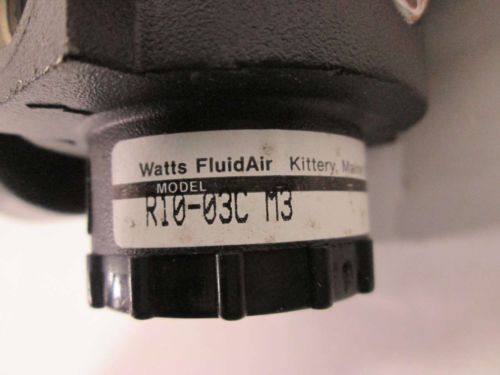 Watts FluidAir Kittery, Maine
MODEL
R10-03C M3